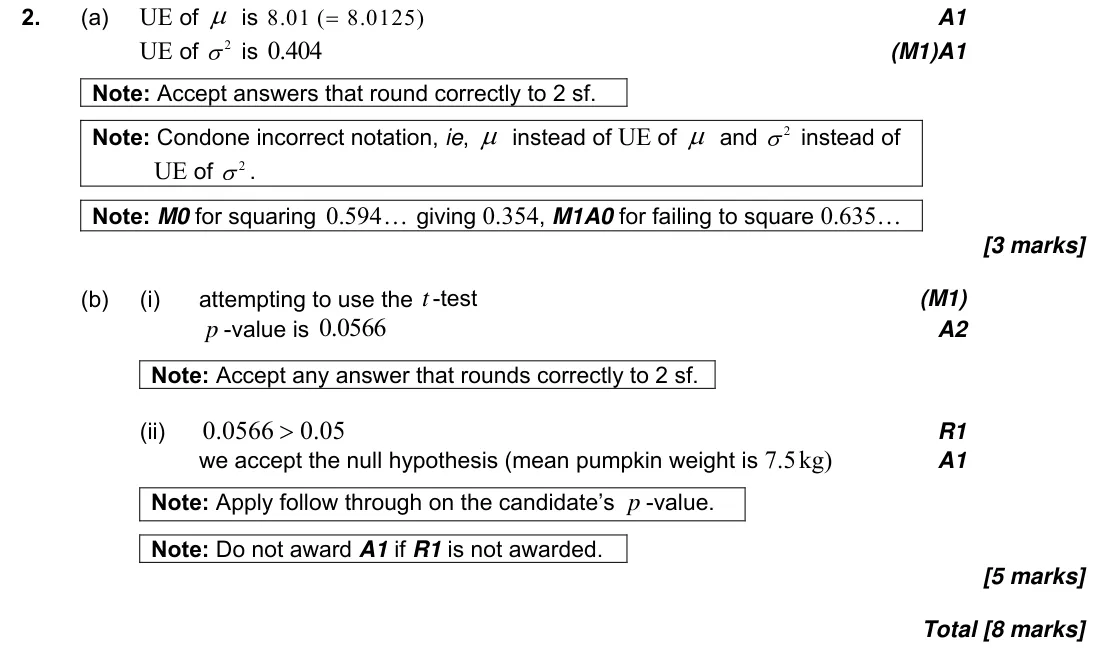 2. (a) UE of μ is 8.01 (= 8.0125) A1
UE of σ² is 0.404 (M1)A1
Note: Accept answers that round correctly to 2 sf.
Note: Condone incorrect notation, ie, μ instead of UE of μ and σ² instead of
UE of σ².
Note: M0 for squaring 0.594… giving 0.354, M1A0 for failing to square 0.635…
[3 marks]
(b) (i) attempting to use the t-test (M1)
p-value is 0.0566 A2
Note: Accept any answer that rounds correctly to 2 sf.
(ii) 0.0566 > 0.05 R1
we accept the null hypothesis (mean pumpkin weight is 7.5 kg) A1
Note: Apply follow through on the candidate's p-value.
Note: Do not award A1 if R1 is not awarded.
[5 marks]
Total [8 marks]